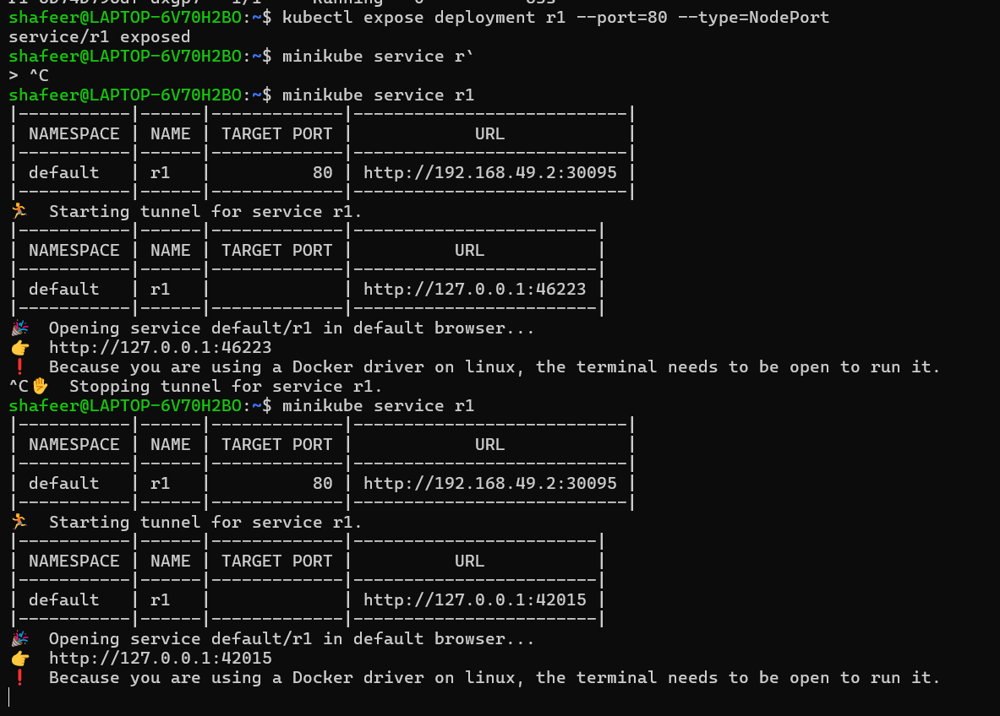 shafeer@LAPTOP-6V70H2BO:~$ kubectl expose deployment r1 --port=80 --type=NodePort
service/r1 exposed
shafeer@LAPTOP-6V70H2BO:~$ minikube service r`
> ^C
shafeer@LAPTOP-6V70H2BO:~$ minikube service r1
|-----------|------|-------------|---------------------------|
| NAMESPACE | NAME | TARGET PORT |            URL            |
|-----------|------|-------------|---------------------------|
| default   | r1   |          80 | http://192.168.49.2:30095 |
|-----------|------|-------------|---------------------------|
🏃  Starting tunnel for service r1.
|-----------|------|-------------|------------------------|
| NAMESPACE | NAME | TARGET PORT |          URL           |
|-----------|------|-------------|------------------------|
| default   | r1   |             | http://127.0.0.1:46223 |
|-----------|------|-------------|------------------------|
🎉  Opening service default/r1 in default browser...
👉  http://127.0.0.1:46223
❗  Because you are using a Docker driver on linux, the terminal needs to be open to run it.
^C✋  Stopping tunnel for service r1.
shafeer@LAPTOP-6V70H2BO:~$ minikube service r1
|-----------|------|-------------|---------------------------|
| NAMESPACE | NAME | TARGET PORT |            URL            |
|-----------|------|-------------|---------------------------|
| default   | r1   |          80 | http://192.168.49.2:30095 |
|-----------|------|-------------|---------------------------|
🏃  Starting tunnel for service r1.
|-----------|------|-------------|------------------------|
| NAMESPACE | NAME | TARGET PORT |          URL           |
|-----------|------|-------------|------------------------|
| default   | r1   |             | http://127.0.0.1:42015 |
|-----------|------|-------------|------------------------|
🎉  Opening service default/r1 in default browser...
👉  http://127.0.0.1:42015
❗  Because you are using a Docker driver on linux, the terminal needs to be open to run it.